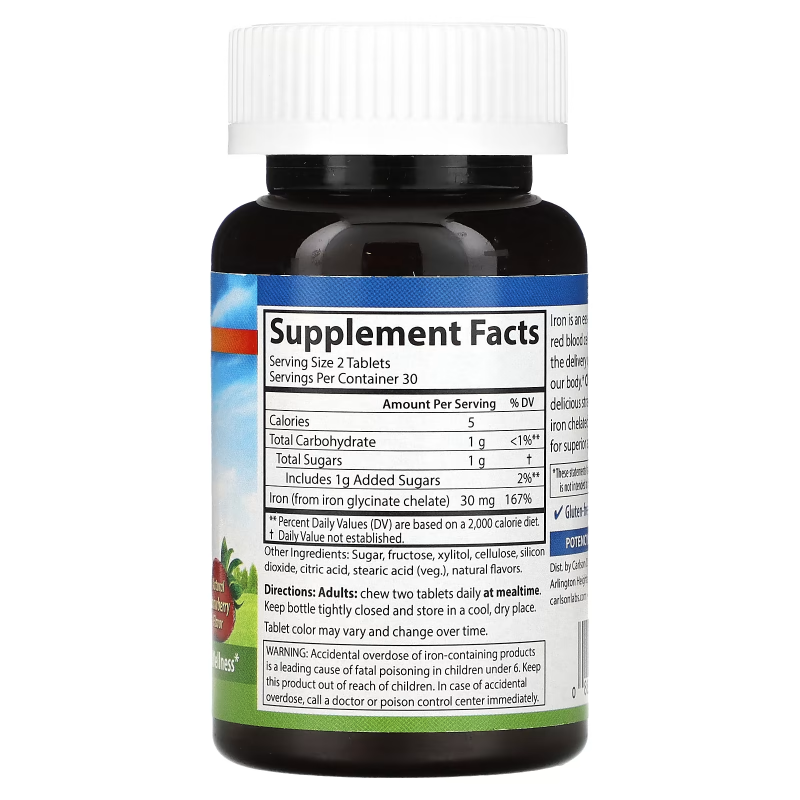 Supplement Facts
Serving Size 2 Tablets
Servings Per Container 30
Amount Per Serving % DV
Calories 5
Total Carbohydrate 1 g <1%**
Total Sugars 1 g †
Includes 1g Added Sugars 2%**
Iron (from iron glycinate chelate) 30 mg 167%
** Percent Daily Values (DV) are based on a 2,000 calorie diet.
† Daily Value not established.
Other Ingredients: Sugar, fructose, xylitol, cellulose, silicon
dioxide, citric acid, stearic acid (veg.), natural flavors.
Directions: Adults: chew two tablets daily at mealtime.
Keep bottle tightly closed and store in a cool, dry place.
Tablet color may vary and change over time.
WARNING: Accidental overdose of iron-containing products
is a leading cause of fatal poisoning in children under 6. Keep
this product out of reach of children. In case of accidental
overdose, call a doctor or poison control center immediately.
Iron is an
red blood
the delivery
our body.
delicious
iron
for superior
*These
is not intended
Dist. by Carlson
Arlington
carlsonlabs.com
0